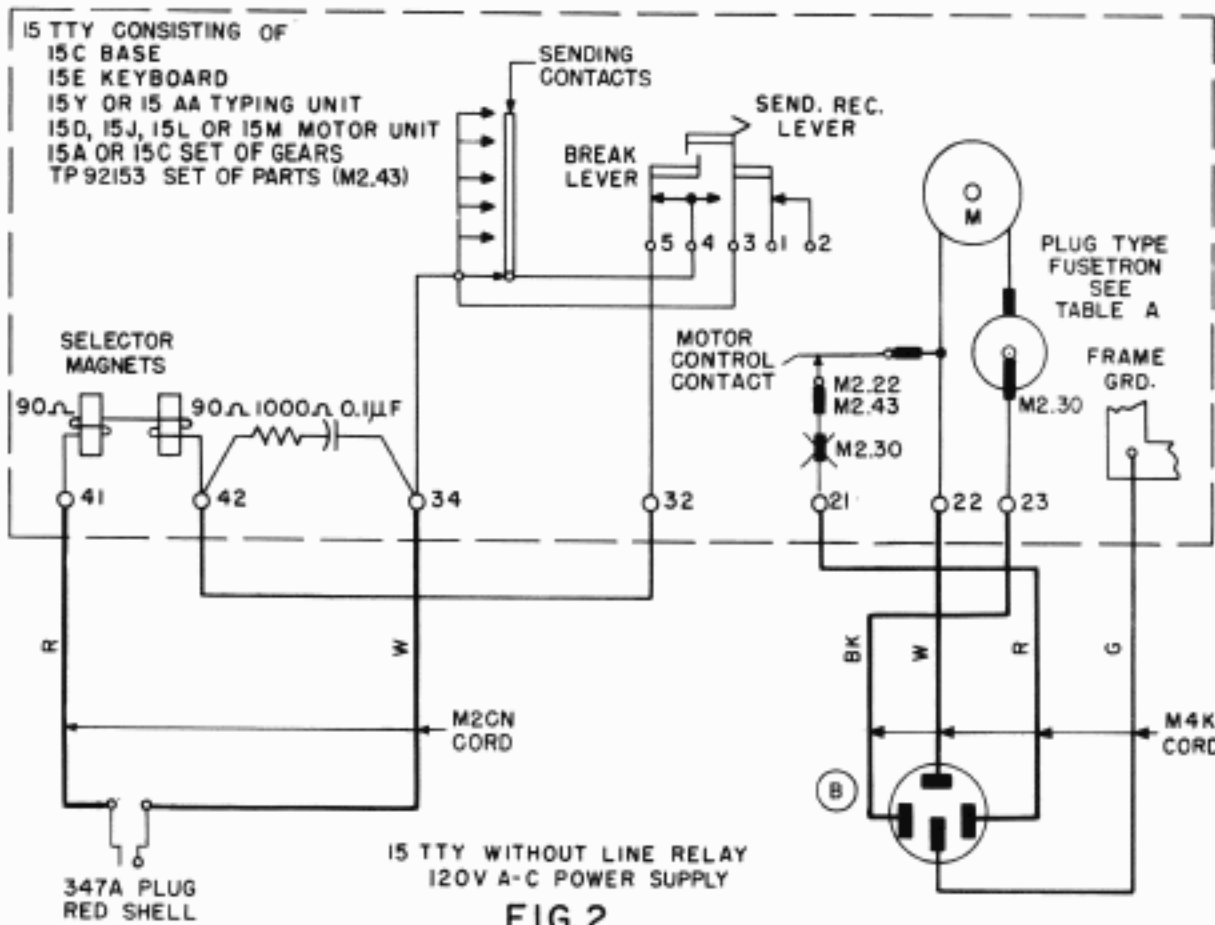 15 TTY CONSISTING OF
15C BASE
15E KEYBOARD
15Y OR 15 AA TYPING UNIT
15D, 15J, 15L OR 15M MOTOR UNIT
15A OR 15C SET OF GEARS
TP 92153 SET OF PARTS (M2.43)
SENDING
CONTACTS
SEND. REC.
LEVER
BREAK
LEVER
5 4 3 1 2
M
PLUG TYPE
FUSETRON
SEE
TABLE A
MOTOR
CONTROL
CONTACT
M2.22
M2.43
M2.30
M2.30
FRAME
GRD.
SELECTOR
MAGNETS
90Ω 90Ω 1000Ω 0.1µF
41 42 34 32 21 22 23
R W BK W R G
M2CN
CORD
M4K
CORD
B
347A PLUG
RED SHELL
15 TTY WITHOUT LINE RELAY
120V A-C POWER SUPPLY
FIG.2